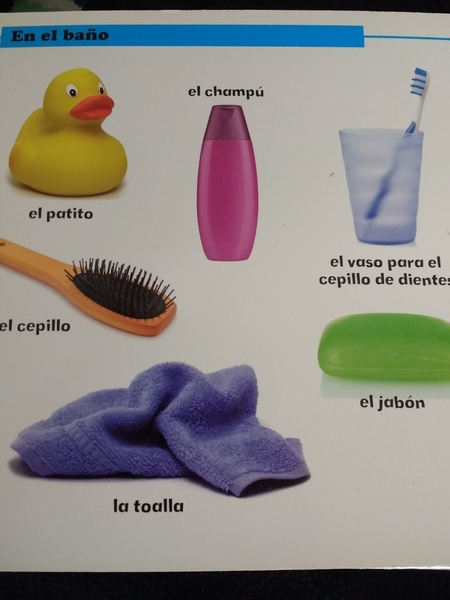 En el baño
el champú
el patito
el vaso para el
cepillo de dientes
el cepillo
el jabón
la toalla